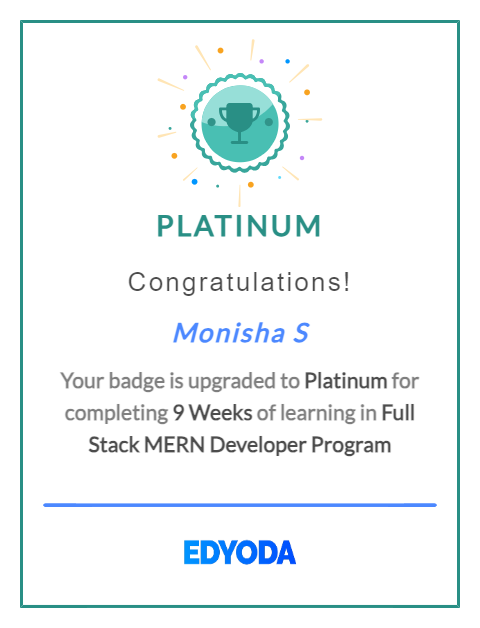 PLATINUM
Congratulations!
Monisha S
Your badge is upgraded to Platinum for
completing 9 Weeks of learning in Full
Stack MERN Developer Program
EDYODA